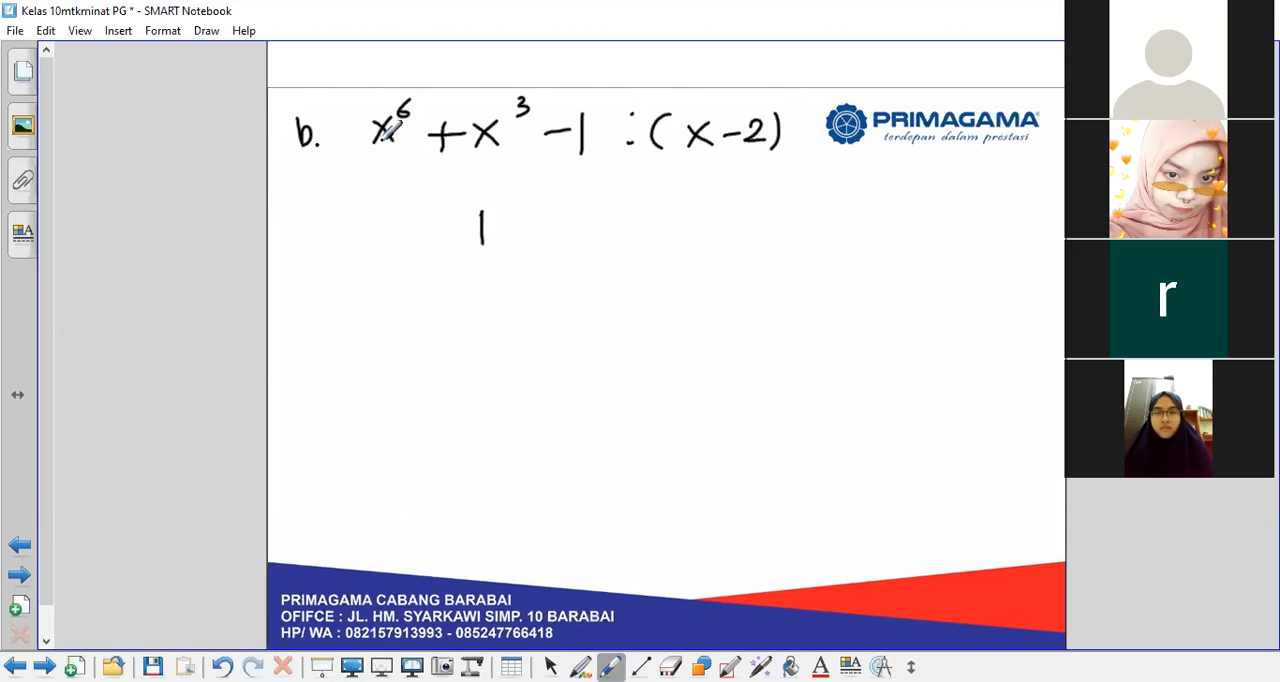 Kelas 10mtkminat PG * - SMART Notebook
File Edit View Insert Format Draw Help
b. x⁶ + x³ - 1 : (x - 2)
PRIMAGAMA
terdepan dalam prestasi
1
r
PRIMAGAMA CABANG BARABAI
OFIFCE : JL. HM. SYARKAWI SIMP. 10 BARABAI
HP/ WA : 082157913993 - 085247766418